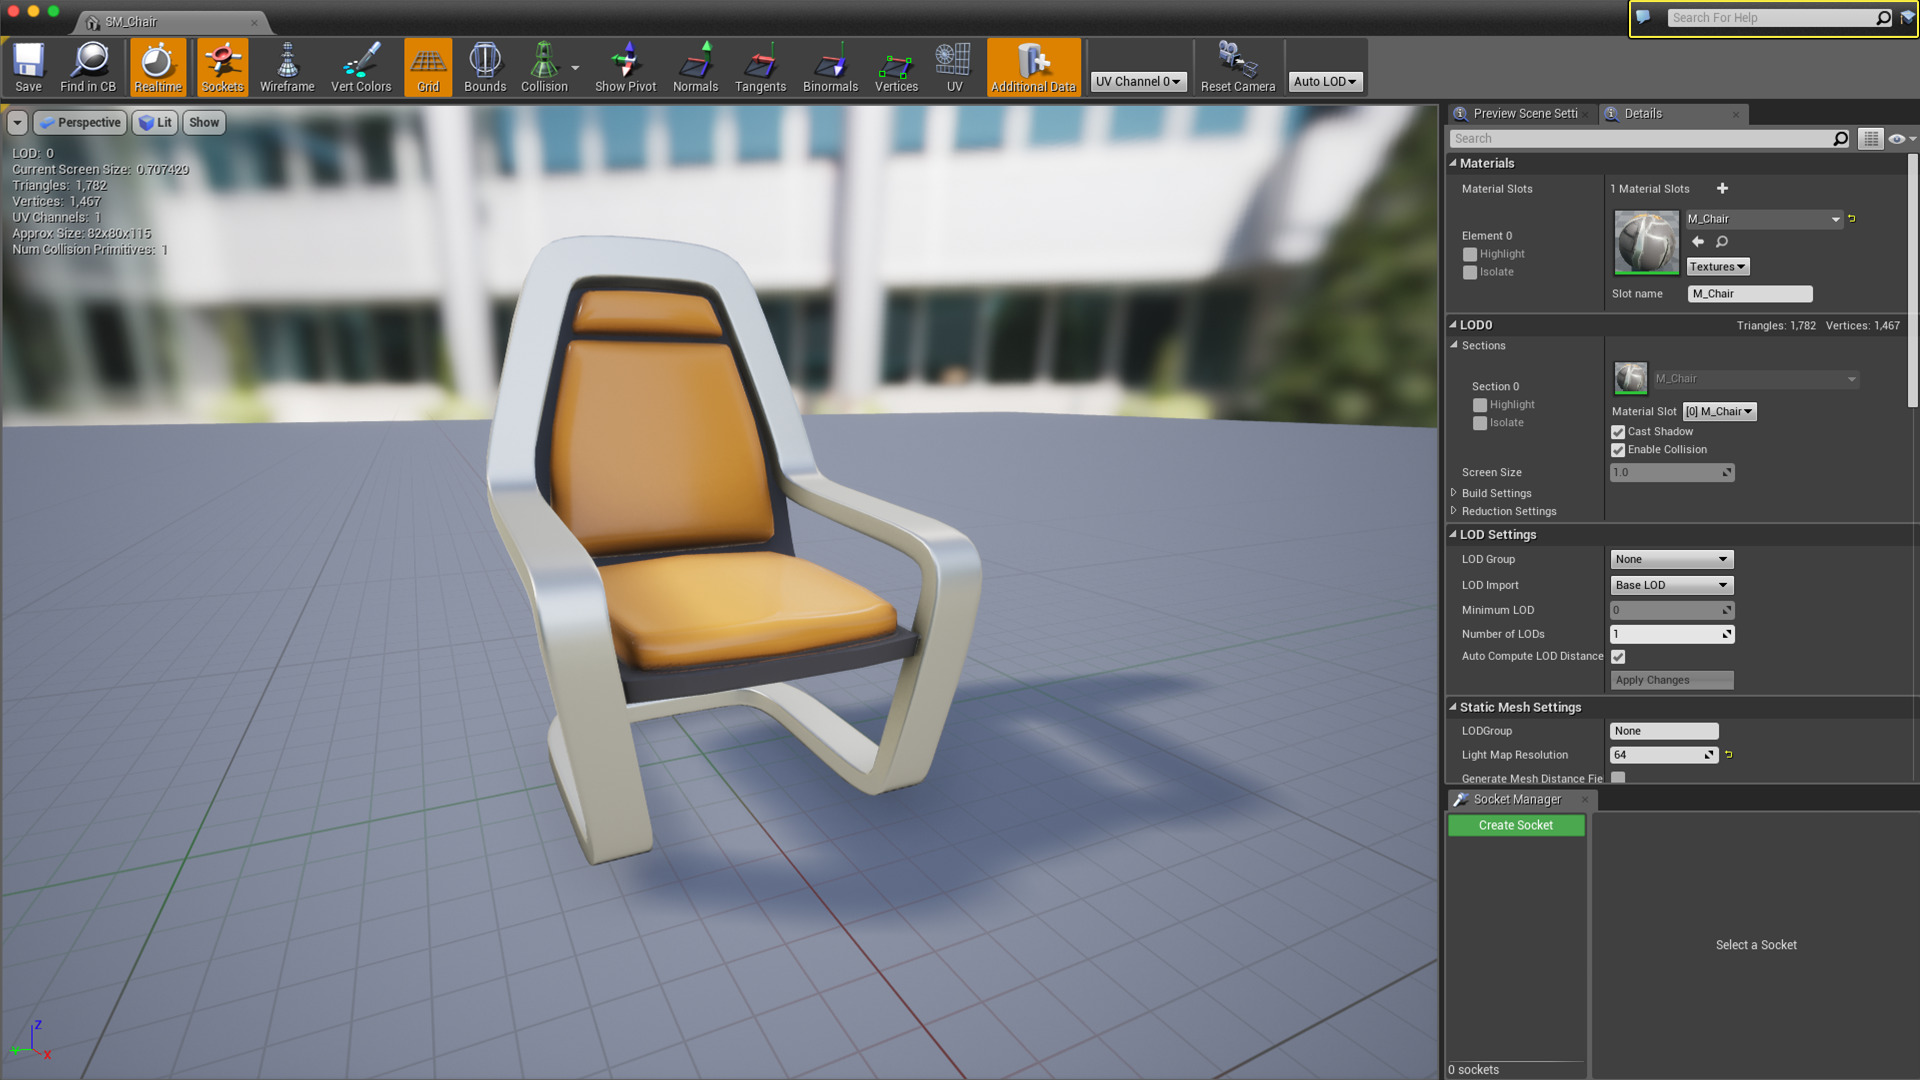 SM_Chair
Search For Help
Save
Find in CB
Realtime
Sockets
Wireframe
Vert Colors
Grid
Bounds
Collision
Show Pivot
Normals
Tangents
Binormals
Vertices
UV
Additional Data
UV Channel 0
Reset Camera
Auto LOD
Perspective
Lit
Show
LOD: 0
Current Screen Size: 0.707429
Triangles: 1,782
Vertices: 1,467
UV Channels: 1
Approx Size: 82x80x115
Num Collision Primitives: 1
Z
Y
X
Preview Scene Setti
Details
Search
Materials
Material Slots
1 Material Slots
M_Chair
Element 0
Highlight
Isolate
Textures
Slot name
M_Chair
LOD0
Triangles: 1,782 Vertices: 1,467
Sections
M_Chair
Section 0
Highlight
Isolate
Material Slot [0] M_Chair
Cast Shadow
Enable Collision
Screen Size
1.0
Build Settings
Reduction Settings
LOD Settings
LOD Group
None
LOD Import
Base LOD
Minimum LOD
0
Number of LODs
1
Auto Compute LOD Distance
Apply Changes
Static Mesh Settings
LODGroup
None
Light Map Resolution
64
Generate Mesh Distance Fie
Socket Manager
Create Socket
Select a Socket
0 sockets